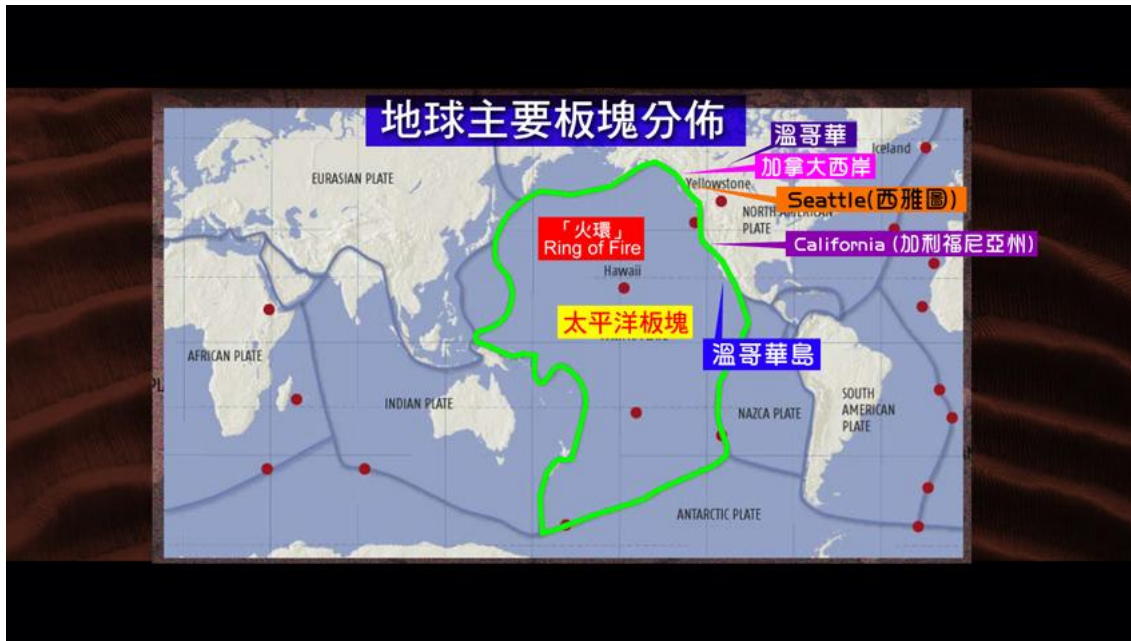 地球主要板塊分佈
溫哥華
Iceland
加拿大西岸
EURASIAN PLATE
Yellowstone
Seattle(西雅圖)
NORTH AMERICAN
PLATE
「火環」
Ring of Fire
California (加利福尼亞州)
Hawaii
太平洋板塊
溫哥華島
AFRICAN PLATE
INDIAN PLATE
NAZCA PLATE
SOUTH
AMERICAN
PLATE
ANTARCTIC PLATE